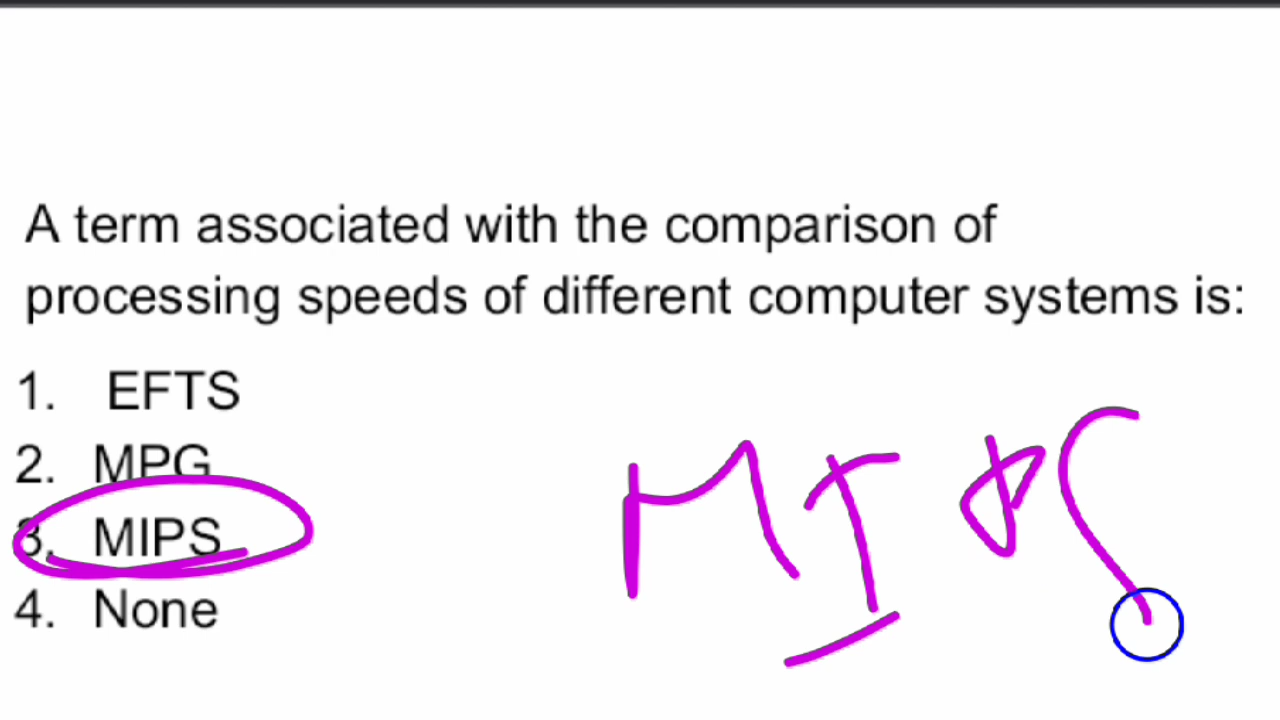 A term associated with the comparison of
processing speeds of different computer systems is:
1. EFTS
2. MPG
3. MIPS
4. None
MIPS